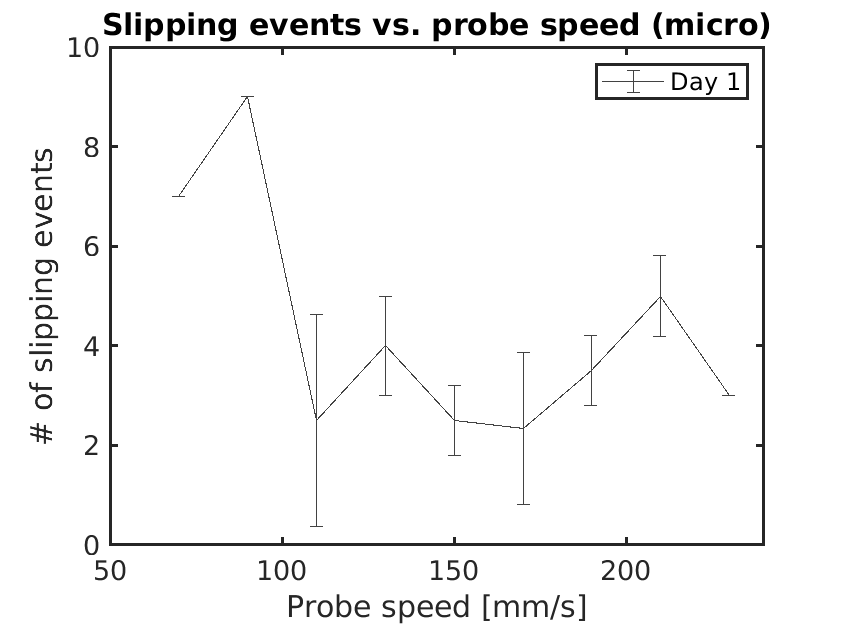 Slipping events vs. probe speed (micro)
Day 1
# of slipping events
10
8
6
4
2
0
50
100
150
200
Probe speed [mm/s]